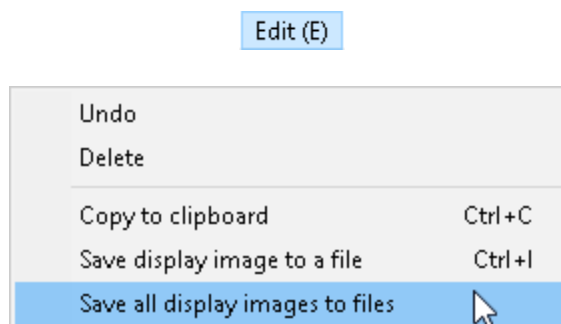 Edit (E)
Undo
Delete
Copy to clipboard Ctrl+C
Save display image to a file Ctrl+I
Save all display images to files